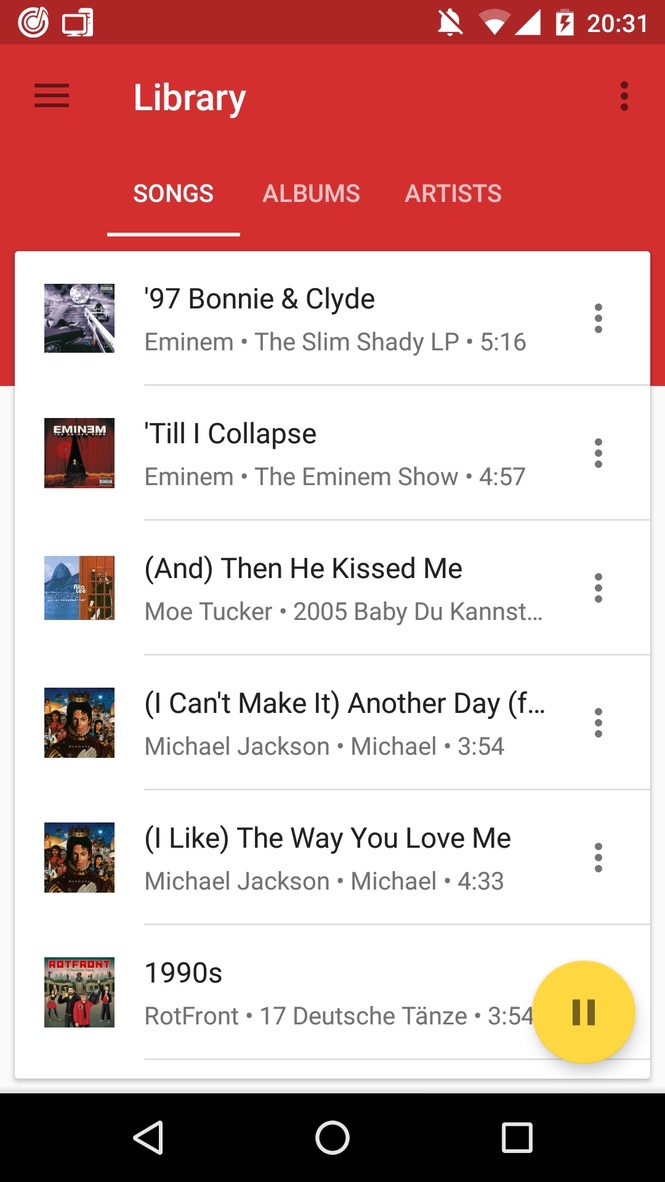 20:31
Library
SONGS ALBUMS ARTISTS
'97 Bonnie & Clyde
Eminem • The Slim Shady LP • 5:16
EMINEM
'Till I Collapse
Eminem • The Eminem Show • 4:57
(And) Then He Kissed Me
Moe Tucker • 2005 Baby Du Kannst...
(I Can't Make It) Another Day (f...
Michael Jackson • Michael • 3:54
(I Like) The Way You Love Me
Michael Jackson • Michael • 4:33
ROTFRONT
1990s
RotFront • 17 Deutsche Tänze • 3:54